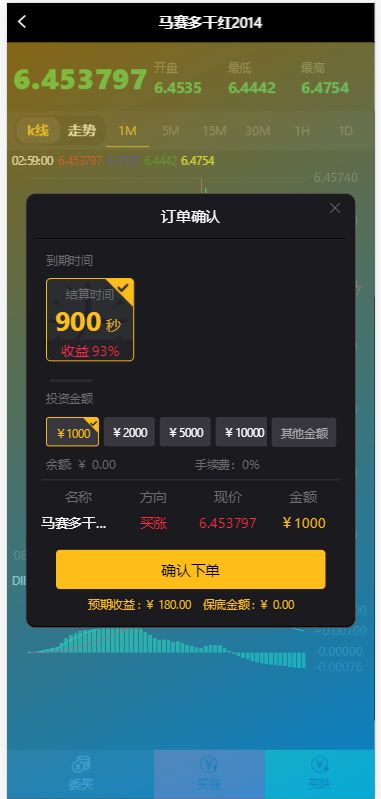 马赛多干红2014
6.453797
开盘 最低 最高
6.4535 6.4442 6.4754
k线 走势 1M 5M 15M 30M 1H 1D
02:59:00 6.453797 6.4442 6.4754
6.45740
订单确认
到期时间
结算时间
900 秒
收益 93%
投资金额
￥1000 ￥2000 ￥5000 ￥10000 其他金额
余额: ￥ 0.00 手续费：0%
名称 方向 现价 金额
马赛多干... 买涨 6.453797 ￥1000
确认下单
预期收益：￥ 180.00 保底金额：￥ 0.00
+0.00100
-0.00000
-0.00076
委买 买涨 买跌